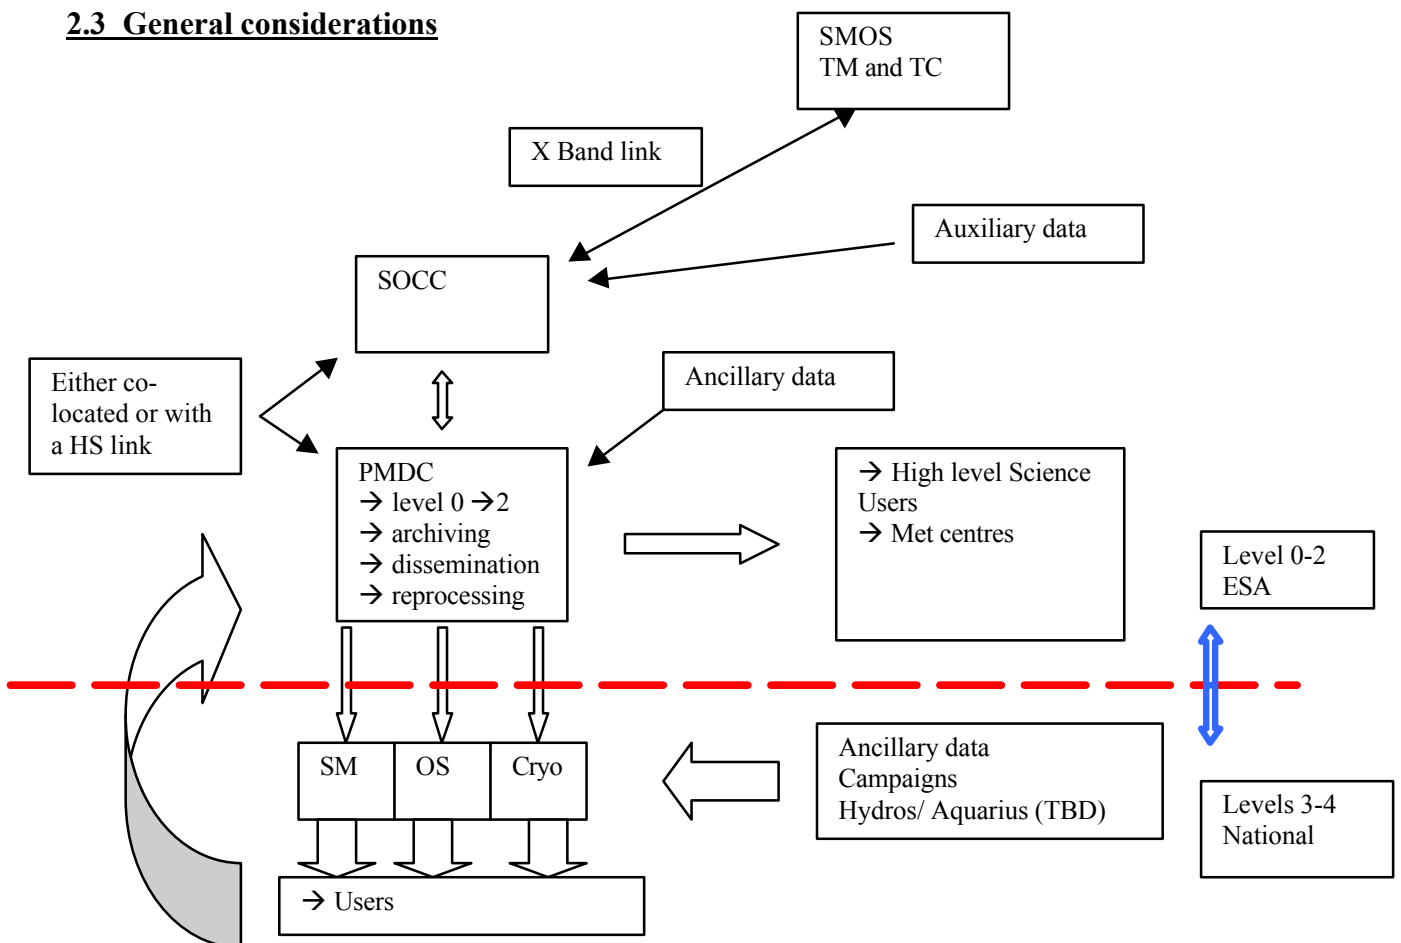 2.3 General considerations
SMOS
TM and TC
X Band link
Auxiliary data
SOCC
Either co-
located or with
a HS link
Ancillary data
PMDC
→ level 0 →2
→ archiving
→ dissemination
→ reprocessing
→ High level Science
Users
→ Met centres
Level 0-2
ESA
SM
OS
Cryo
Ancillary data
Campaigns
Hydros/ Aquarius (TBD)
Levels 3-4
National
→ Users